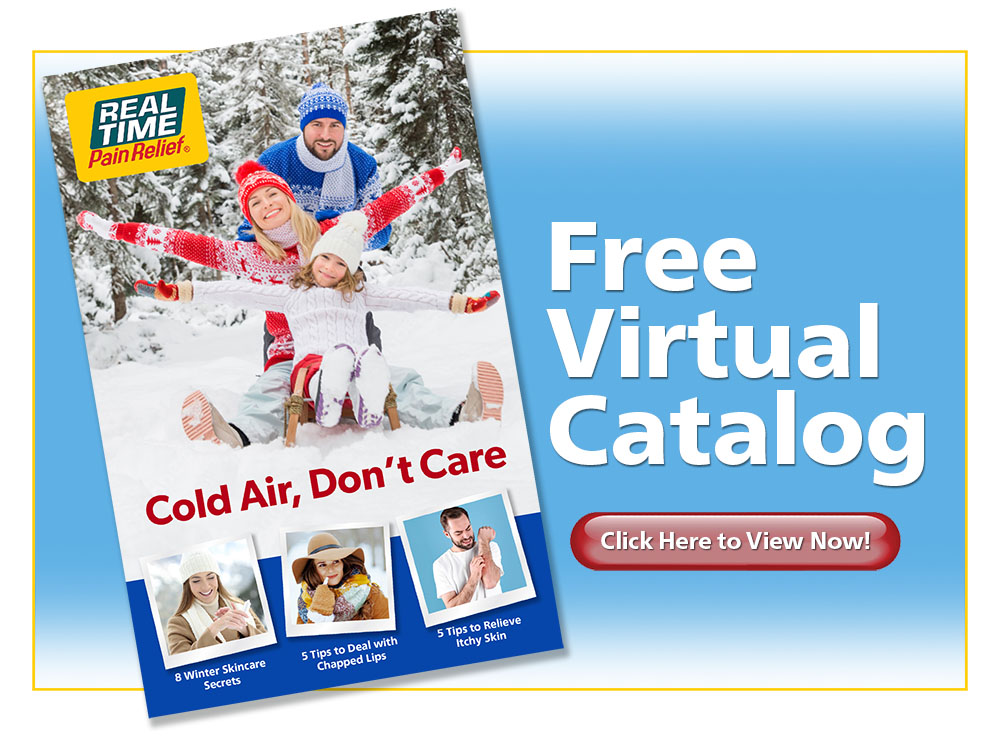 REAL
TIME
Pain Relief®
Cold Air, Don't Care
8 Winter Skincare
Secrets
5 Tips to Deal with
Chapped Lips
5 Tips to Relieve
Itchy Skin
Free
Virtual
Catalog
Click Here to View Now!